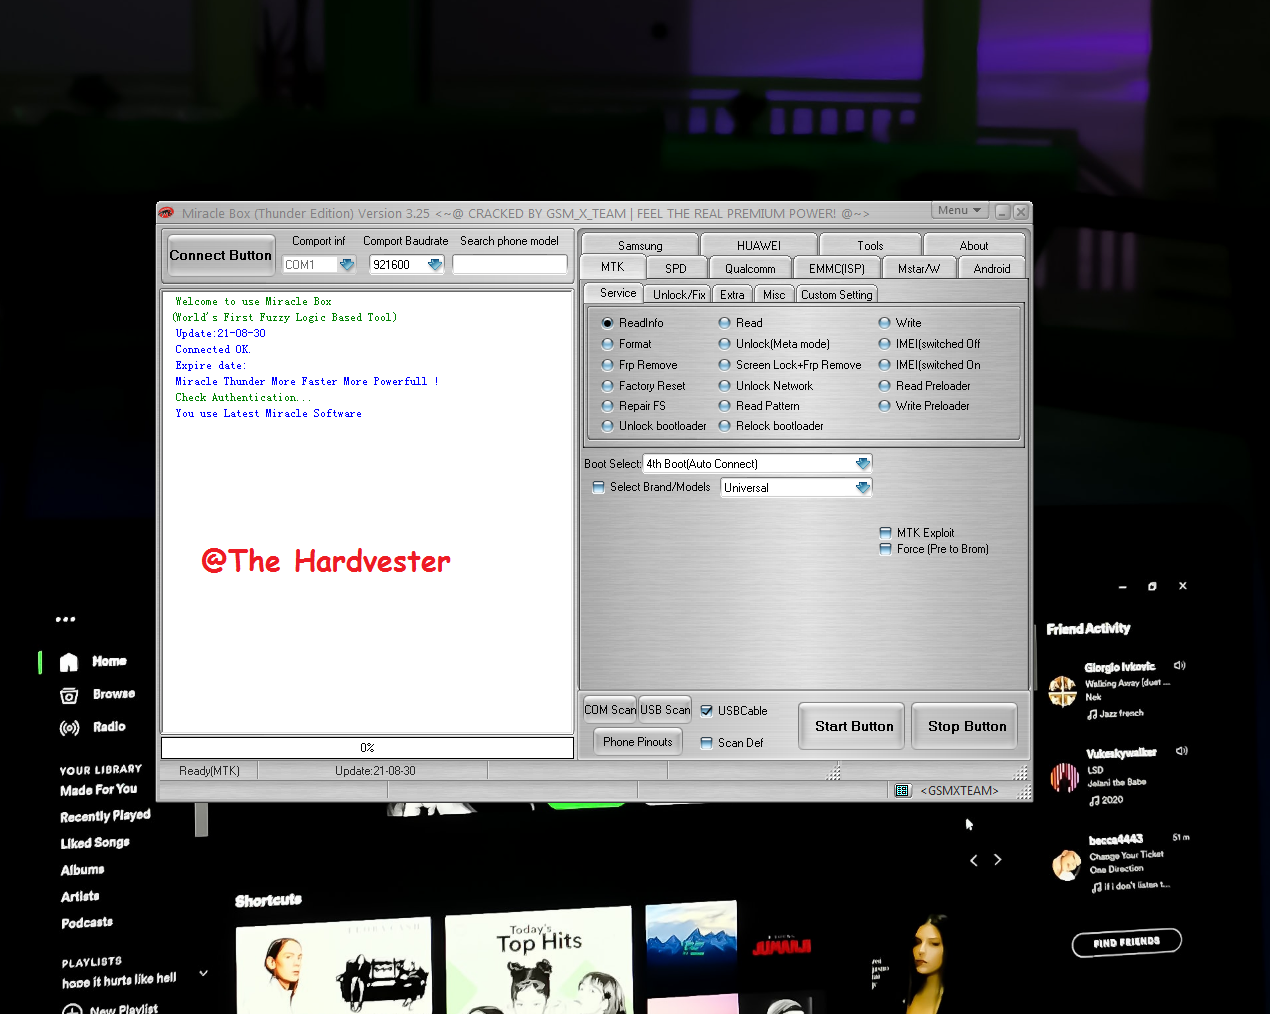 Miracle Box (Thunder Edition) Version 3.25 <~@ CRACKED BY GSM_X_TEAM | FEEL THE REAL PREMIUM POWER! @~>
Menu
Connect Button
Comport inf
Comport Baudrate
Search phone model
COM1
921600
Samsung
HUAWEI
Tools
About
MTK
SPD
Qualcomm
EMMC(ISP)
Mstar/W
Android
Service
Unlock/Fix
Extra
Misc
Custom Setting
Welcome to use Miracle Box
(World's First Fuzzy Logic Based Tool)
Update:21-08-30
Connected OK.
Expire date:
Miracle Thunder More Faster More Powerfull !
Check Authentication...
You use Latest Miracle Software
@The Hardvester
ReadInfo
Read
Write
Format
Unlock(Meta mode)
IMEI(switched Off
Frp Remove
Screen Lock+Frp Remove
IMEI(switched On
Factory Reset
Unlock Network
Read Preloader
Repair FS
Read Pattern
Write Preloader
Unlock bootloader
Relock bootloader
Boot Select:
4th Boot(Auto Connect)
Select Brand/Models
Universal
MTK Exploit
Force (Pre to Brom)
COM Scan
USB Scan
USBCable
Phone Pinouts
Scan Def
Start Button
Stop Button
0%
Ready(MTK)
Update:21-08-30
<GSMXTEAM>
Home
Browse
Radio
YOUR LIBRARY
Made For You
Recently Played
Liked Songs
Albums
Artists
Podcasts
PLAYLISTS
hope it hurts like hell
New Playlist
Shortcuts
Today's
Top Hits
JUMANJI
Friend Activity
Giorgio Ivkovic
Walking Away (duet ...
Nek
Jazz french
Vukeskywalker
LSD
Jelani the Babe
2020
becca4443
51 m
Change Your Ticket
One Direction
if i don't listen t...
FIND FRIENDS